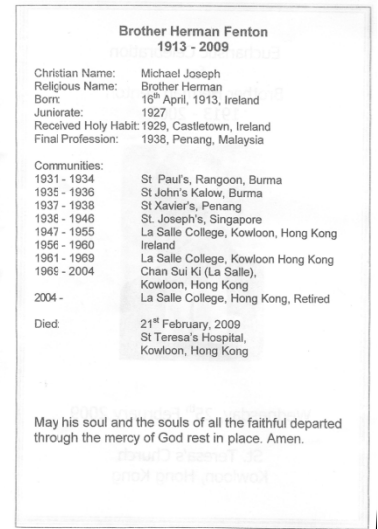 Brother Herman Fenton
1913 - 2009
Christian Name: Michael Joseph
Religious Name: Brother Herman
Born: 16th April, 1913, Ireland
Juniorate: 1927
Received Holy Habit: 1929, Castletown, Ireland
Final Profession: 1938, Penang, Malaysia
Communities:
1931 - 1934 St Paul's, Rangoon, Burma
1935 - 1936 St John's Kalow, Burma
1937 - 1938 St Xavier's, Penang
1938 - 1946 St. Joseph's, Singapore
1947 - 1955 La Salle College, Kowloon, Hong Kong
1956 - 1960 Ireland
1961 - 1969 La Salle College, Kowloon Hong Kong
1969 - 2004 Chan Sui Ki (La Salle),
Kowloon, Hong Kong
2004 - La Salle College, Hong Kong, Retired
Died: 21st February, 2009
St Teresa's Hospital,
Kowloon, Hong Kong
May his soul and the souls of all the faithful departed
through the mercy of God rest in place. Amen.